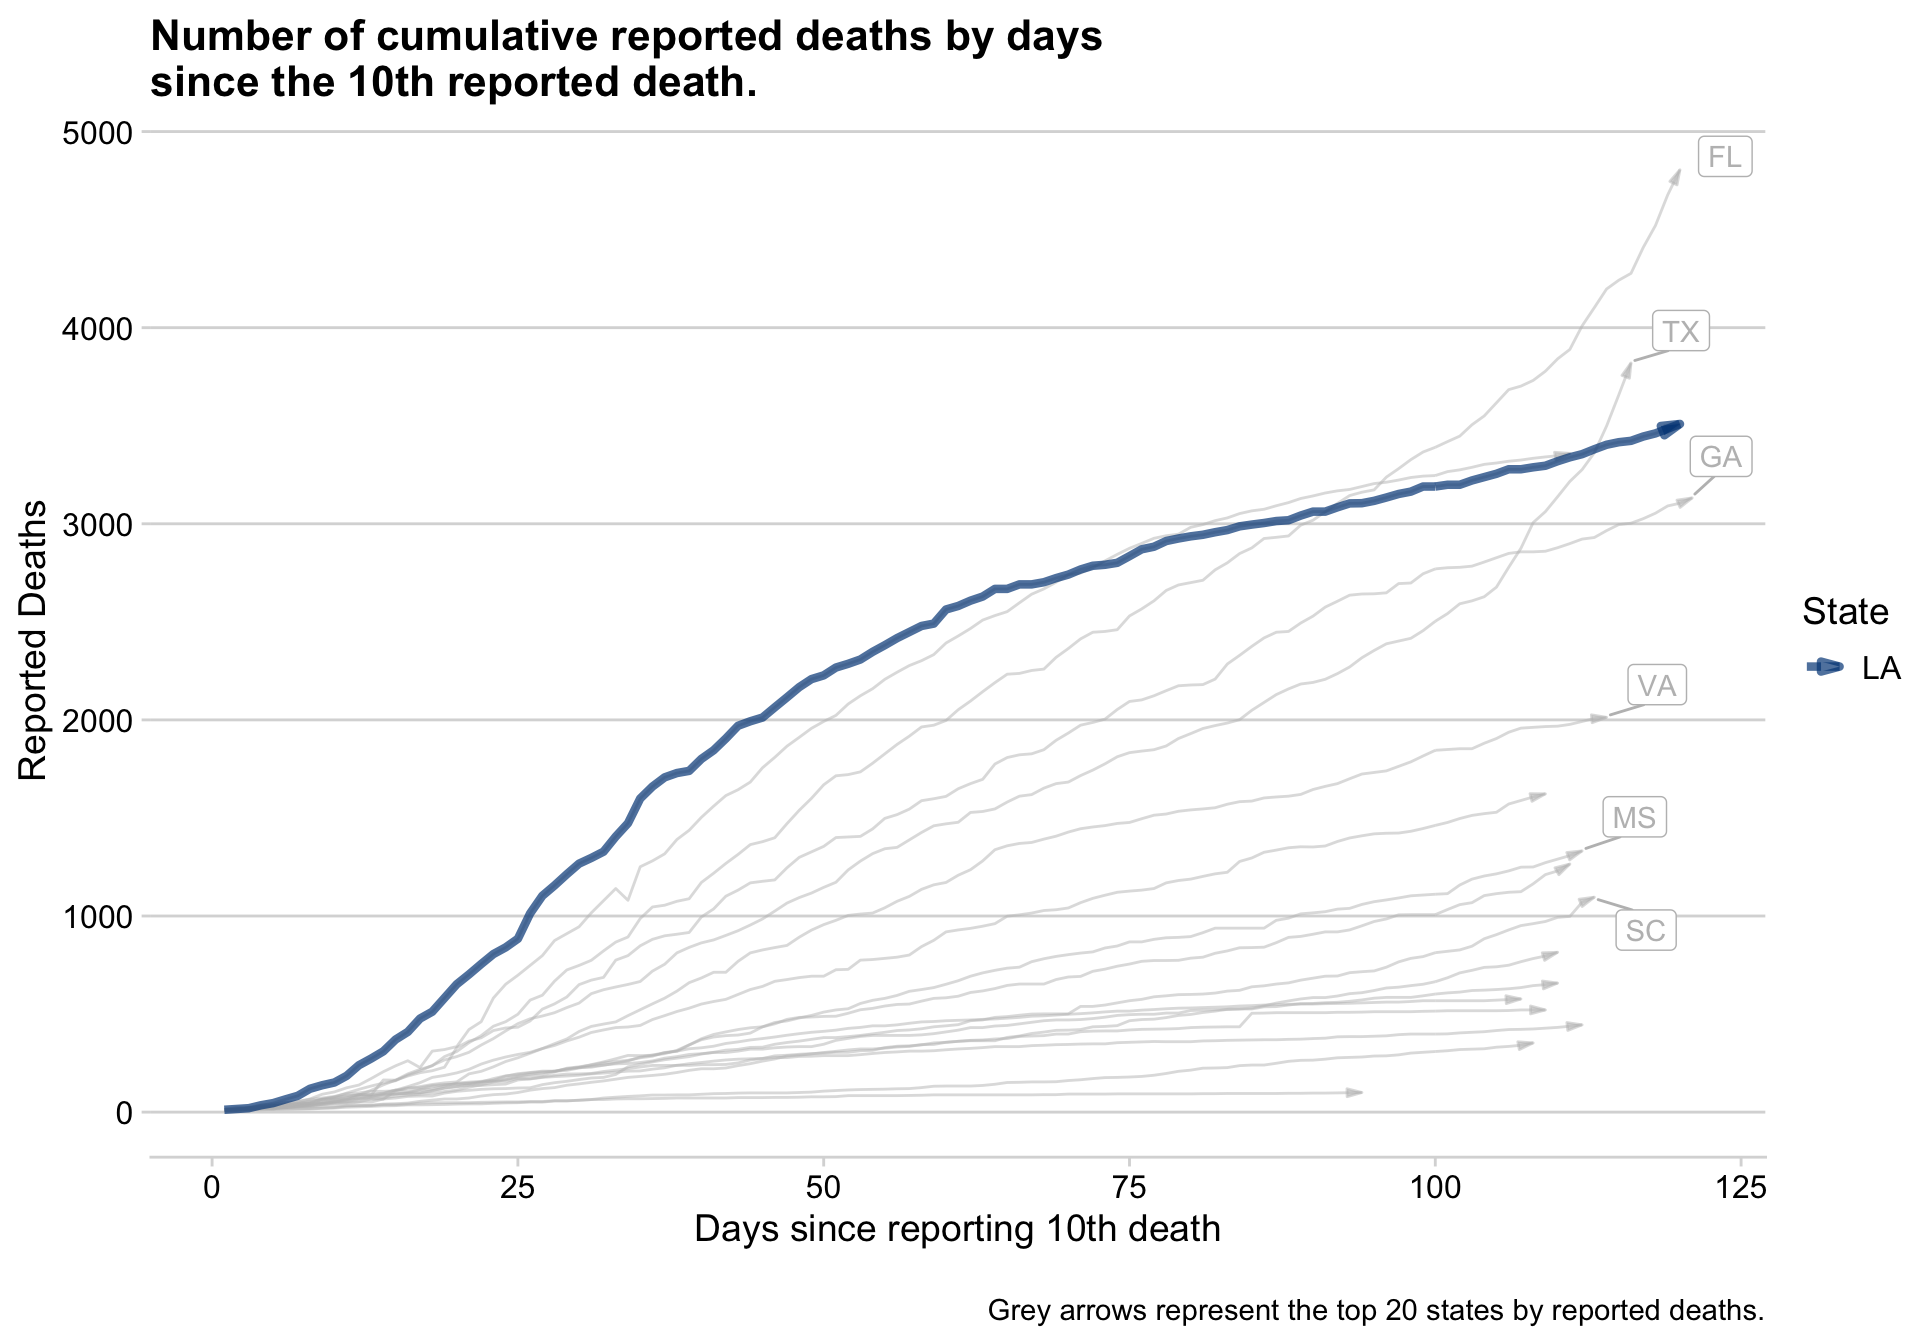 Number of cumulative reported deaths by days
since the 10th reported death.
5000
4000
3000
2000
1000
0
Reported Deaths
FL
TX
GA
VA
MS
SC
State
LA
0 25 50 75 100 125
Days since reporting 10th death
Grey arrows represent the top 20 states by reported deaths.